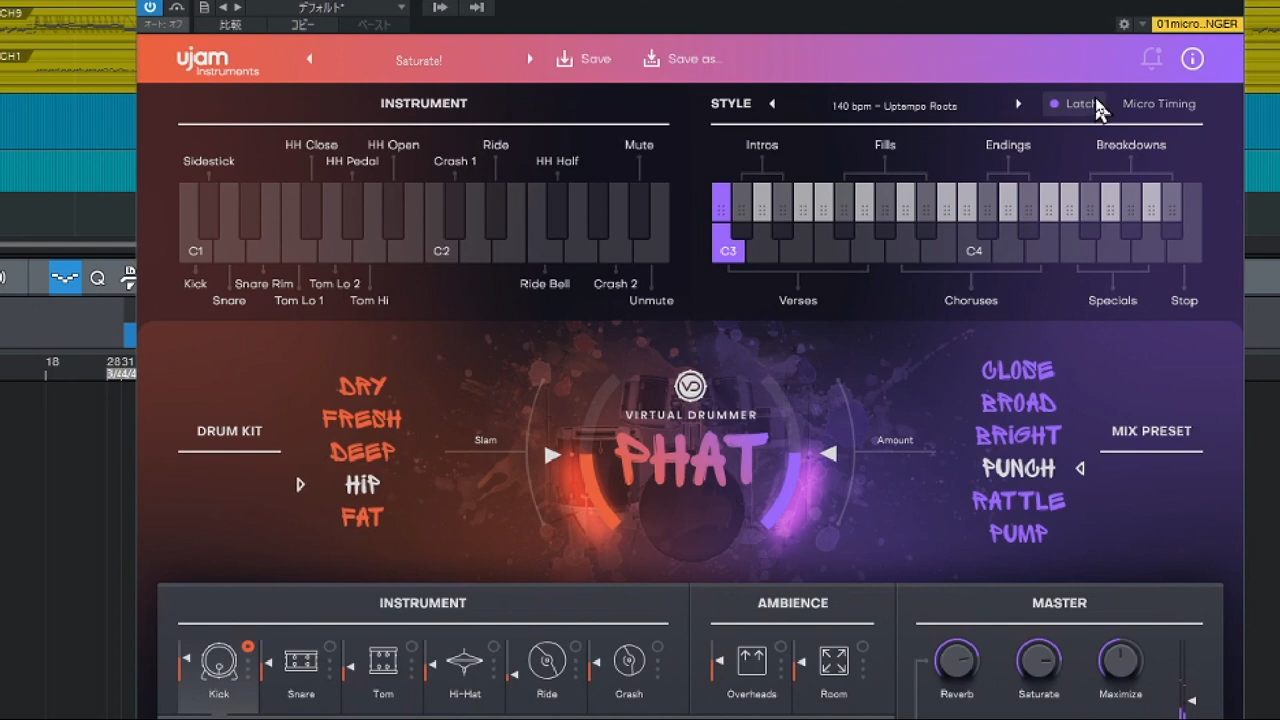 CH9
デフォルト*
オート: オフ
比較
コピー
ペースト
01micro..NGER
CH1
ujam
instruments
Saturate!
Save
Save as...
INSTRUMENT
STYLE
140 bpm - Uptempo Roots
Latch
Micro Timing
HH Close
HH Open
Ride
Mute
Sidestick
HH Pedal
Crash 1
HH Half
Intros
Fills
Endings
Breakdowns
C1
C2
C3
C4
Kick
Snare Rim
Tom Lo 2
Ride Bell
Crash 2
Snare
Tom Lo 1
Tom Hi
Unmute
Verses
Choruses
Specials
Stop
18
2831
3/44/4
DRUM KIT
DRY
FRESH
DEEP
HIP
FAT
Slam
VD
VIRTUAL DRUMMER
PHAT
Amount
CLOSE
BROAD
BRIGHT
PUNCH
RATTLE
PUMP
MIX PRESET
INSTRUMENT
AMBIENCE
MASTER
Kick
Snare
Tom
Hi-Hat
Ride
Crash
Overheads
Room
Reverb
Saturate
Maximize